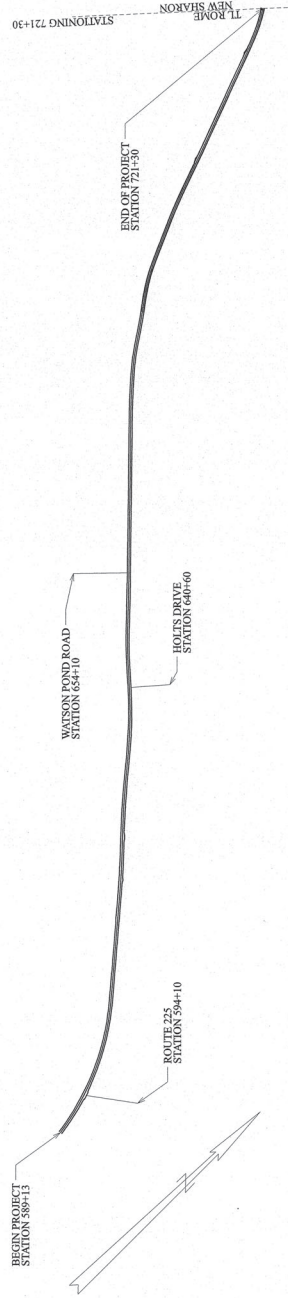 BEGIN PROJECT
STATION 589+13
ROUTE 225
STATION 594+10
WATSON POND ROAD
STATION 654+10
HOLTS DRIVE
STATION 640+60
END OF PROJECT
STATION 721+30
STATIONING 721+30
TL ROME
NEW SHARON